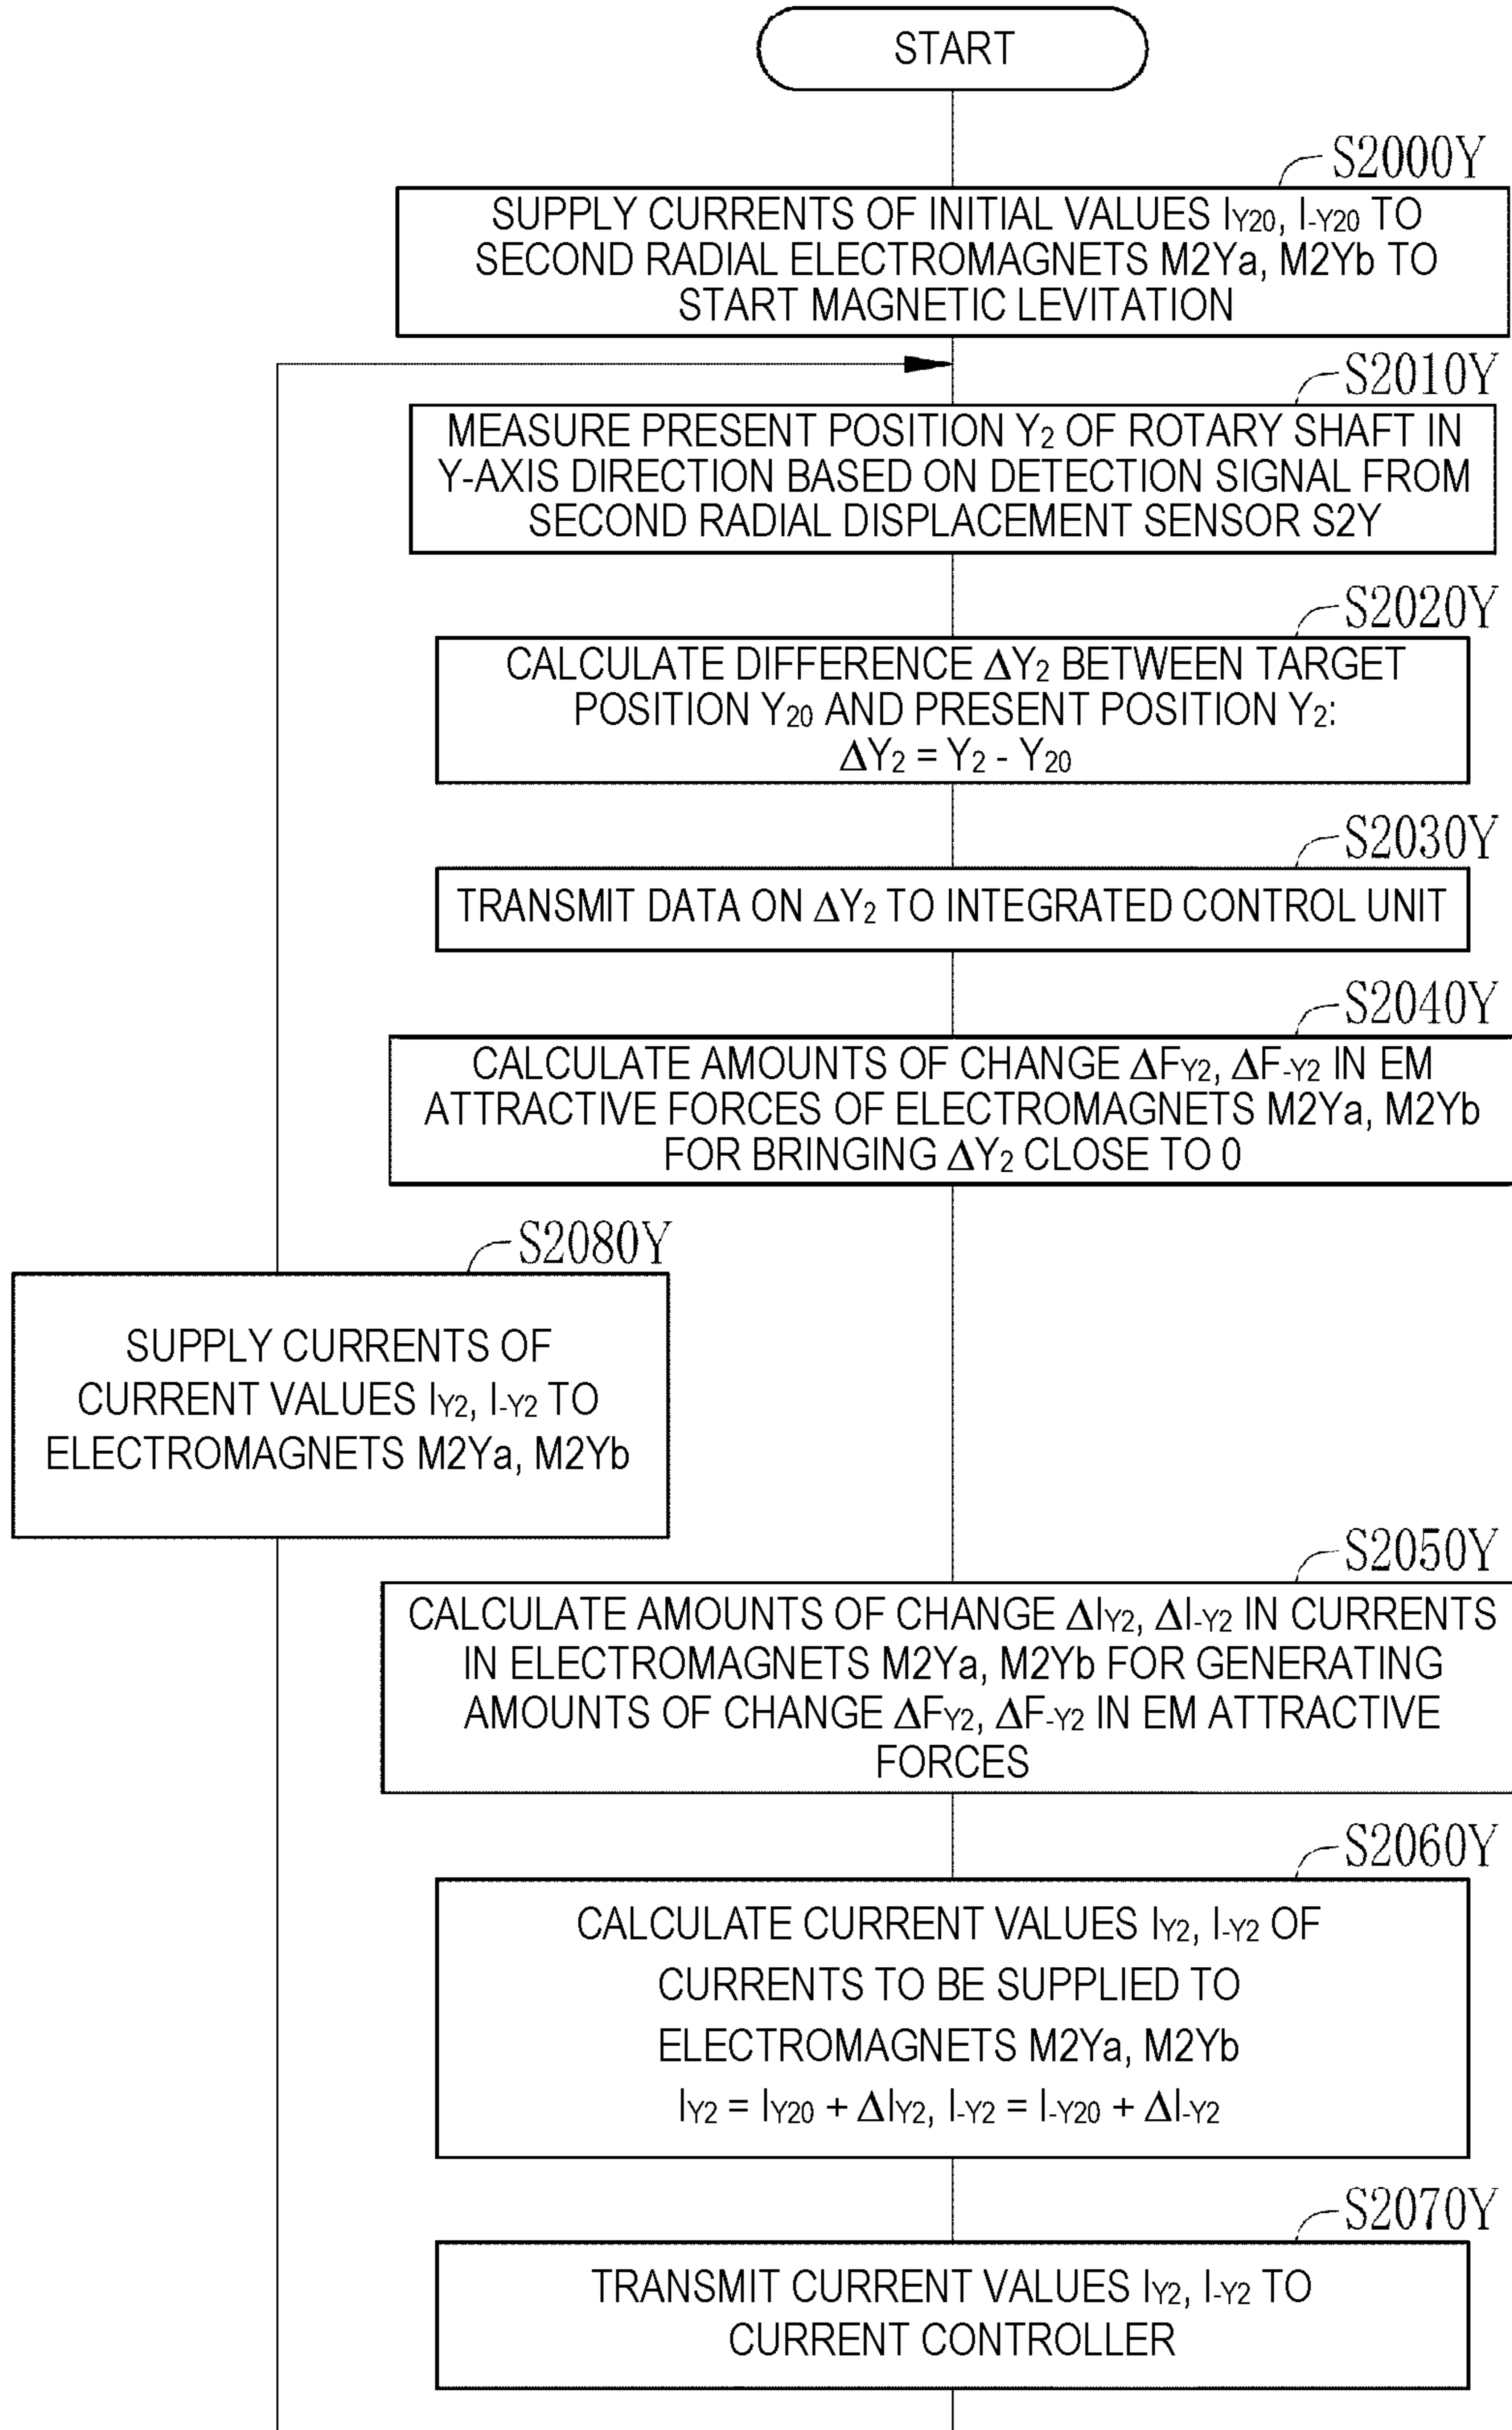 START
S2000Y
SUPPLY CURRENTS OF INITIAL VALUES IY20, I-Y20 TO
SECOND RADIAL ELECTROMAGNETS M2Ya, M2Yb TO
START MAGNETIC LEVITATION
S2010Y
MEASURE PRESENT POSITION Y2 OF ROTARY SHAFT IN
Y-AXIS DIRECTION BASED ON DETECTION SIGNAL FROM
SECOND RADIAL DISPLACEMENT SENSOR S2Y
S2020Y
CALCULATE DIFFERENCE ΔY2 BETWEEN TARGET
POSITION Y20 AND PRESENT POSITION Y2:
ΔY2 = Y2 - Y20
S2030Y
TRANSMIT DATA ON ΔY2 TO INTEGRATED CONTROL UNIT
S2040Y
CALCULATE AMOUNTS OF CHANGE ΔFY2, ΔF-Y2 IN EM
ATTRACTIVE FORCES OF ELECTROMAGNETS M2Ya, M2Yb
FOR BRINGING ΔY2 CLOSE TO 0
S2080Y
SUPPLY CURRENTS OF
CURRENT VALUES IY2, I-Y2 TO
ELECTROMAGNETS M2Ya, M2Yb
S2050Y
CALCULATE AMOUNTS OF CHANGE ΔIY2, ΔI-Y2 IN CURRENTS
IN ELECTROMAGNETS M2Ya, M2Yb FOR GENERATING
AMOUNTS OF CHANGE ΔFY2, ΔF-Y2 IN EM ATTRACTIVE
FORCES
S2060Y
CALCULATE CURRENT VALUES IY2, I-Y2 OF
CURRENTS TO BE SUPPLIED TO
ELECTROMAGNETS M2Ya, M2Yb
IY2 = IY20 + ΔIY2, I-Y2 = I-Y20 + ΔI-Y2
S2070Y
TRANSMIT CURRENT VALUES IY2, I-Y2 TO
CURRENT CONTROLLER